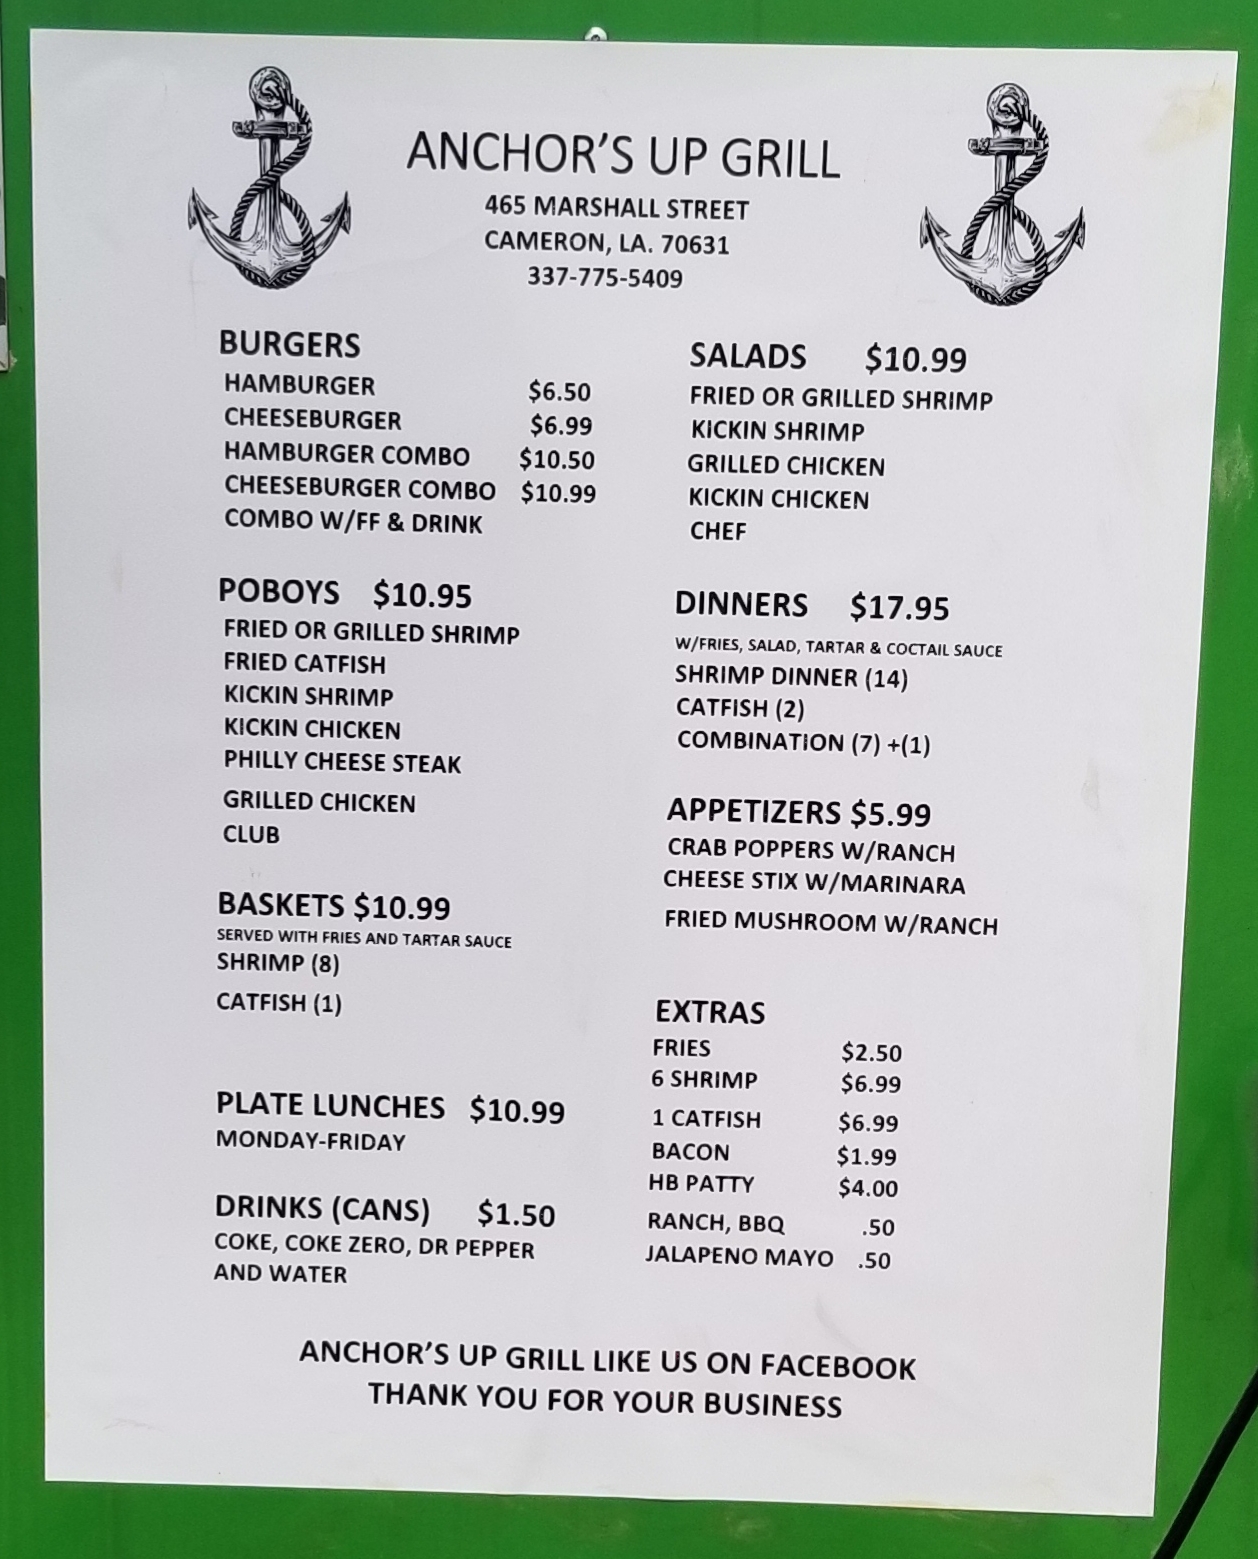 ANCHOR'S UP GRILL
465 MARSHALL STREET
CAMERON, LA. 70631
337-775-5409
BURGERS
HAMBURGER $6.50
CHEESEBURGER $6.99
HAMBURGER COMBO $10.50
CHEESEBURGER COMBO $10.99
COMBO W/FF & DRINK
POBOYS $10.95
FRIED OR GRILLED SHRIMP
FRIED CATFISH
KICKIN SHRIMP
KICKIN CHICKEN
PHILLY CHEESE STEAK
GRILLED CHICKEN
CLUB
BASKETS $10.99
SERVED WITH FRIES AND TARTAR SAUCE
SHRIMP (8)
CATFISH (1)
PLATE LUNCHES $10.99
MONDAY-FRIDAY
DRINKS (CANS) $1.50
COKE, COKE ZERO, DR PEPPER
AND WATER
SALADS $10.99
FRIED OR GRILLED SHRIMP
KICKIN SHRIMP
GRILLED CHICKEN
KICKIN CHICKEN
CHEF
DINNERS $17.95
W/FRIES, SALAD, TARTAR & COCTAIL SAUCE
SHRIMP DINNER (14)
CATFISH (2)
COMBINATION (7) +(1)
APPETIZERS $5.99
CRAB POPPERS W/RANCH
CHEESE STIX W/MARINARA
FRIED MUSHROOM W/RANCH
EXTRAS
FRIES $2.50
6 SHRIMP $6.99
1 CATFISH $6.99
BACON $1.99
HB PATTY $4.00
RANCH, BBQ .50
JALAPENO MAYO .50
ANCHOR'S UP GRILL LIKE US ON FACEBOOK
THANK YOU FOR YOUR BUSINESS